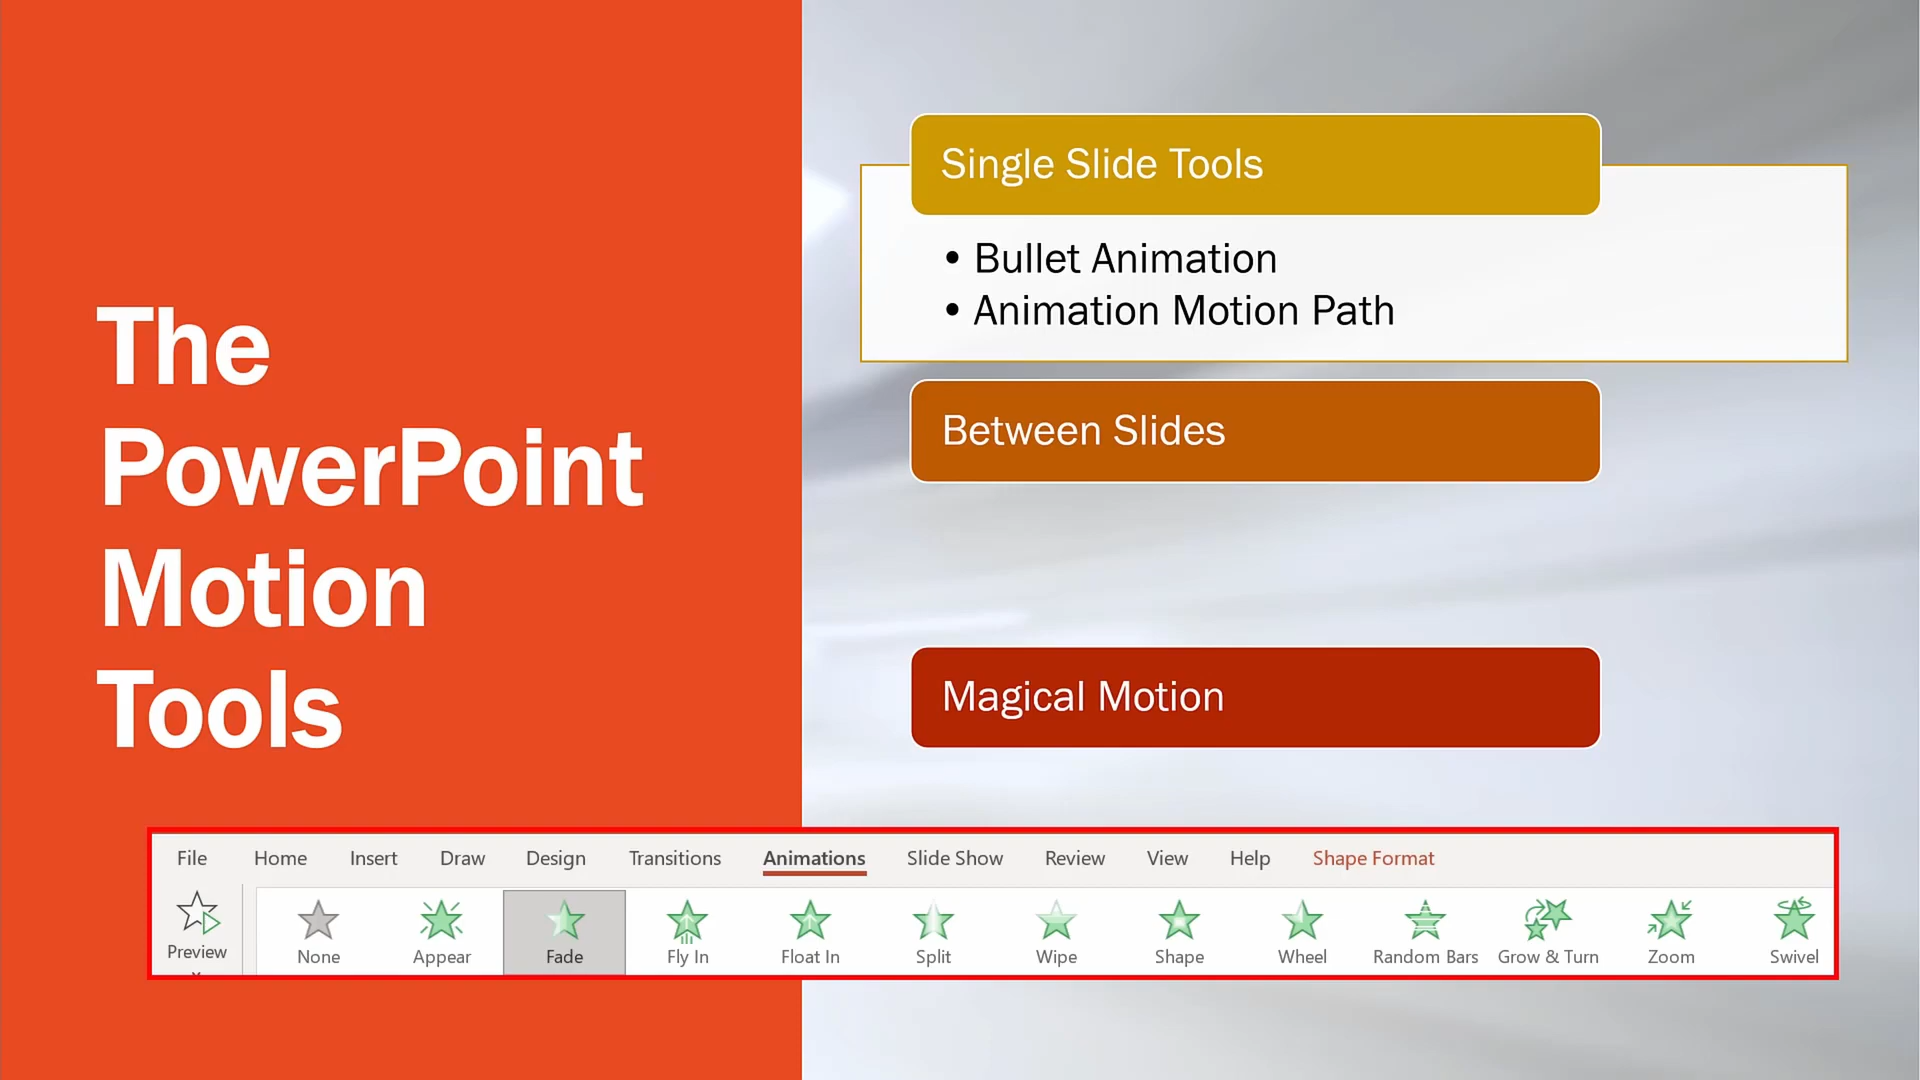 The
PowerPoint
Motion
Tools
Single Slide Tools
• Bullet Animation
• Animation Motion Path
Between Slides
Magical Motion
File Home Insert Draw Design Transitions Animations Slide Show Review View Help Shape Format
Preview None Appear Fade Fly In Float In Split Wipe Shape Wheel Random Bars Grow & Turn Zoom Swivel